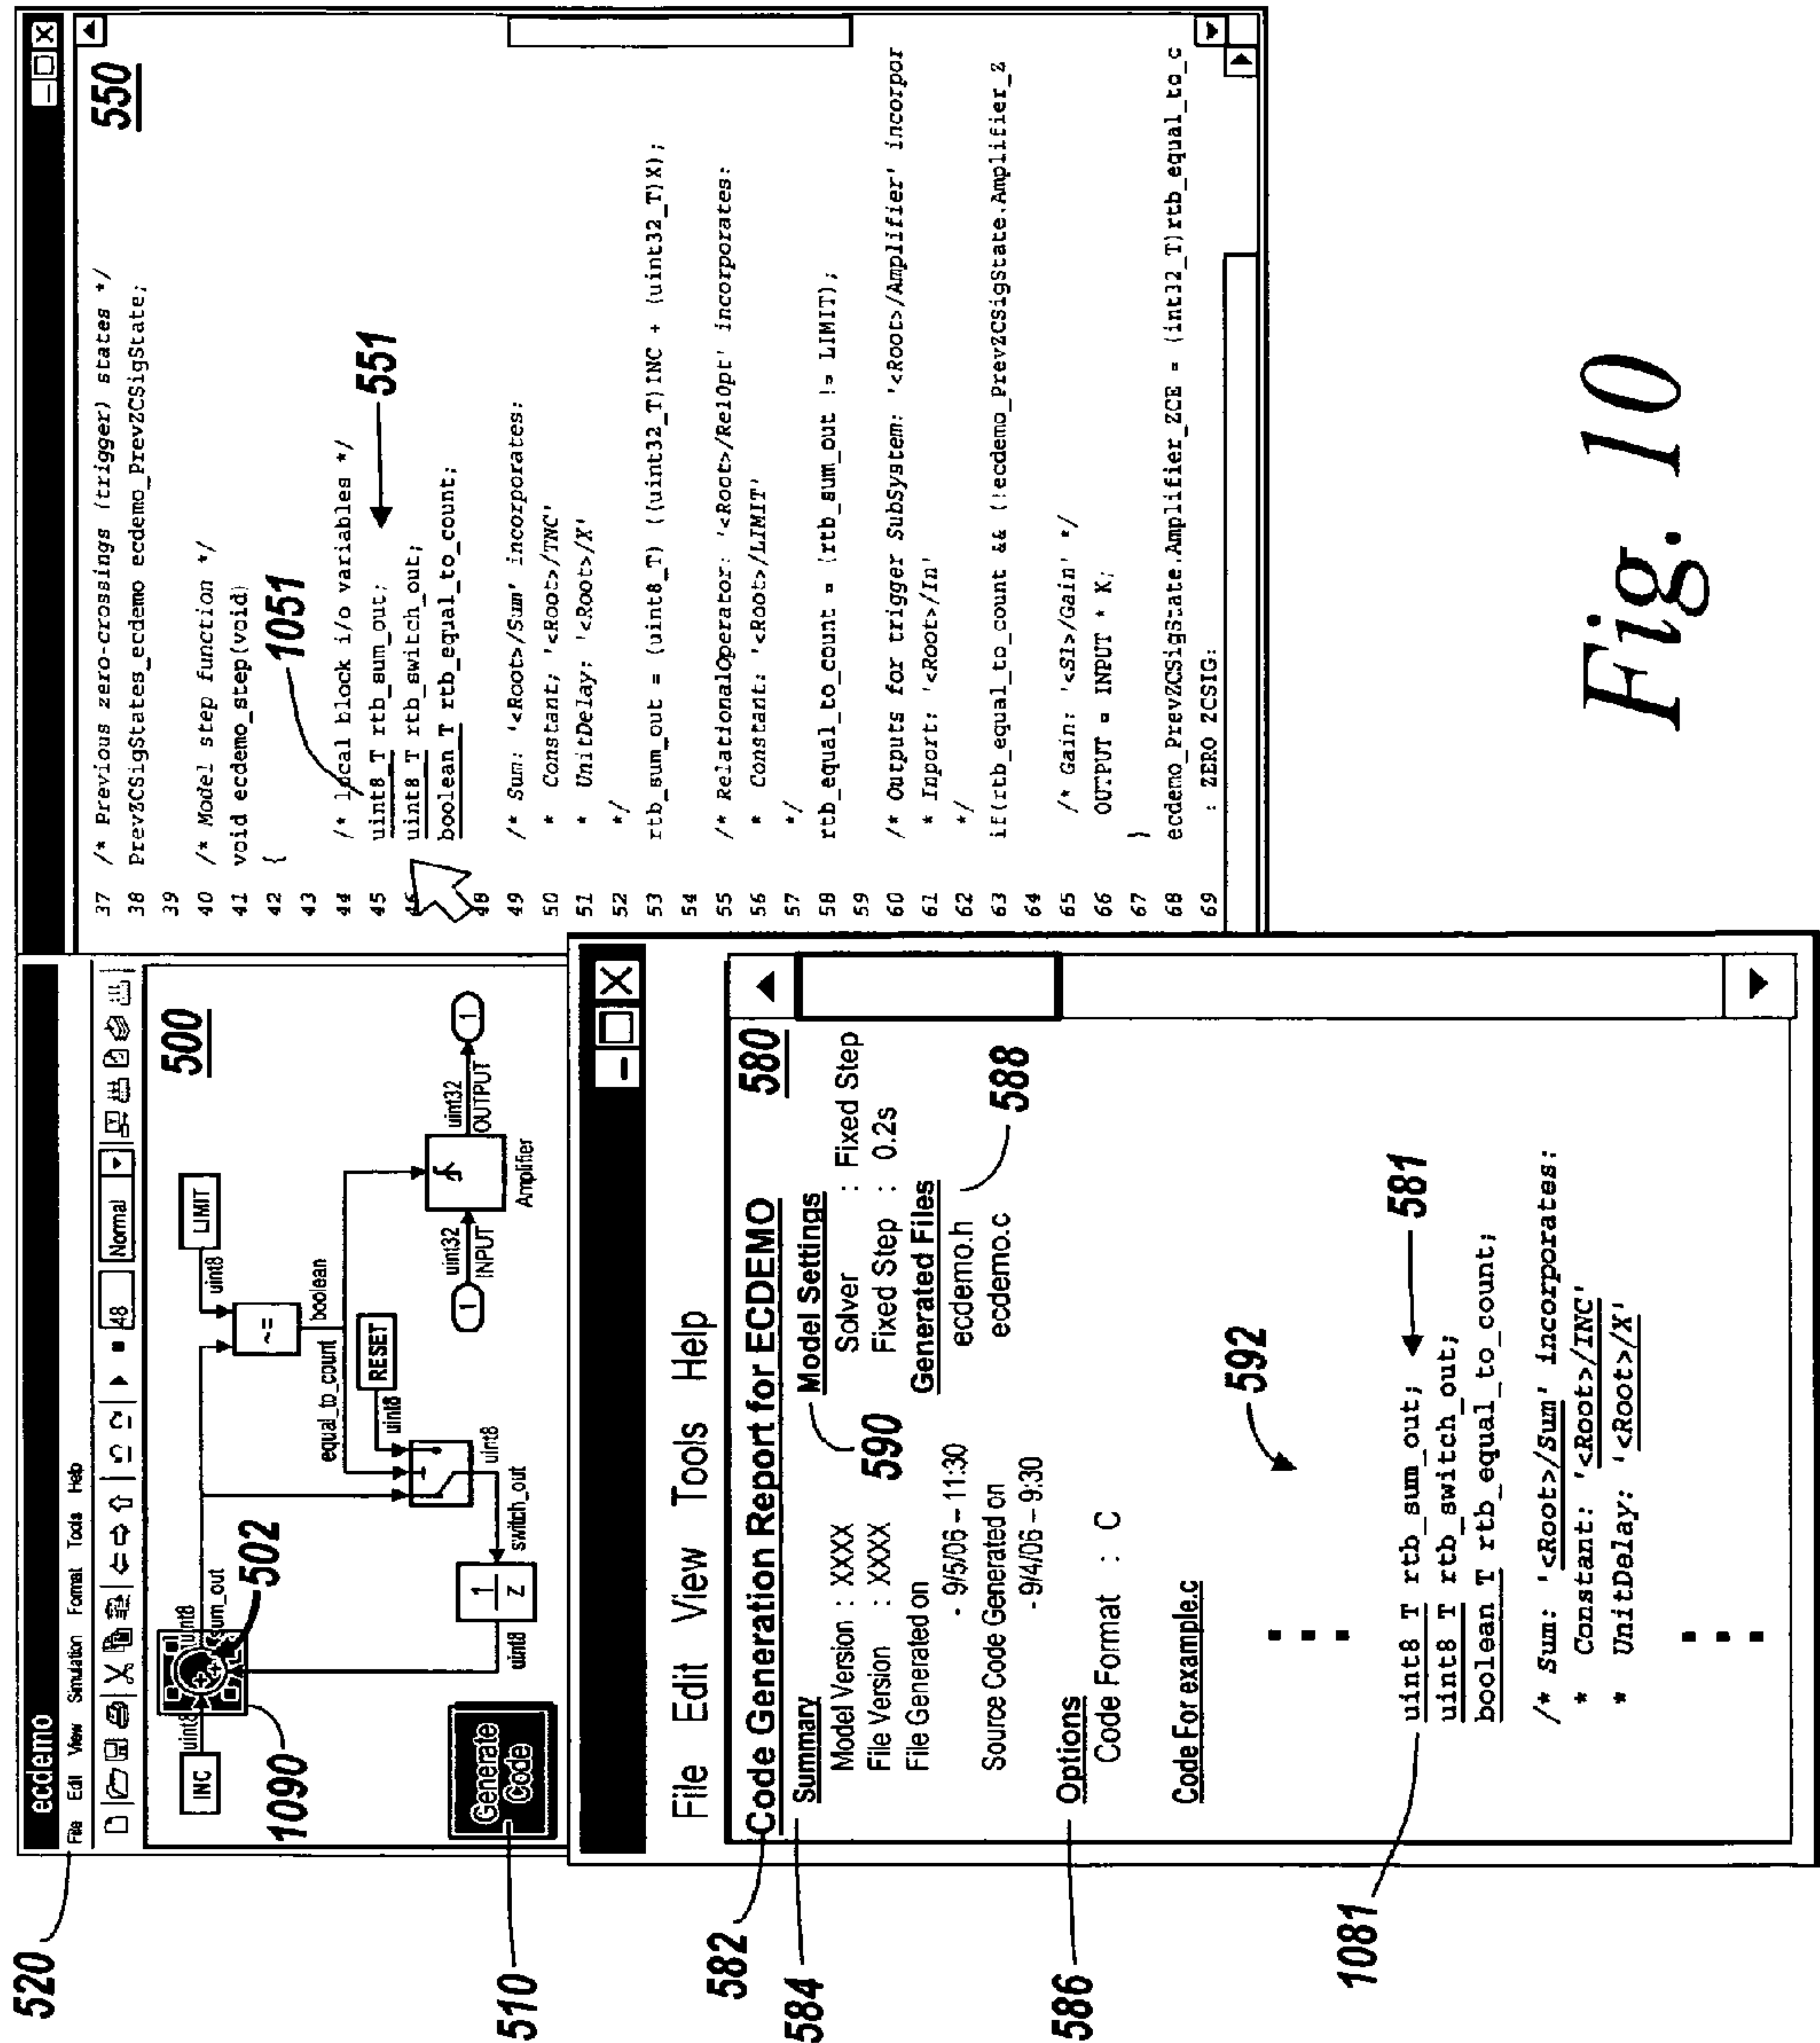 520
ecdemo
File Edit View Simulation Format Tools Help
48 Normal
500
INC
uint8
uint8
sum_out
502
1090
LIMIT
uint8
~=
boolean
equal_to_count
RESET
uint8
uint8
switch_out
1
z
uint8
1
uint32
INPUT
Amplifier
uint32
OUTPUT
1
Generate
Code
510
550
37 /* Previous zero-crossings (trigger) states */
38 PrevZCSigStates_ecdemo ecdemo_PrevZCSigState;
39
40 /* Model step function */
41 void ecdemo_step(void)
42 {
1051
43
44 /* local block i/o variables */
45 uint8_T rtb_sum_out;
551
46 uint8_T rtb_switch_out;
boolean_T rtb_equal_to_count;
48
49 /* Sum: '<Root>/Sum' incorporates:
50 * Constant; '<Root>/TNC'
51 * UnitDelay: '<Root>/X'
52 */
53 rtb_sum_out = (uint8_T) ((uint32_T)INC + (uint32_T)X);
54
55 /* RelationalOperator: '<Root>/RelOpt' incorporates:
56 * Constant: '<Root>/LIMIT'
57 */
58 rtb_equal_to_count = (rtb_sum_out != LIMIT);
59
60 /* Outputs for trigger SubSystem: '<Root>/Amplifier' incorpor
61 * Inport: '<Root>/In'
62 */
63 if(rtb_equal_to_count && (!ecdemo_PrevZCSigState.Amplifier_Z
64
65 /* Gain: '<S1>/Gain' */
66 OUTPUT = INPUT * K;
67 }
68 ecdemo_PrevZCSigState.Amplifier_ZCE = (int32_T)rtb_equal_to_c
69 : ZERO ZCSIG:
File Edit View Tools Help
580
582
Code Generation Report for ECDEMO
584
Summary
Model Version : XXXX
File Version : XXXX
File Generated on
- 9/5/06 – 11:30
Source Code Generated on
- 9/4/06 – 9:30
590
Model Settings
Solver : Fixed Step
Fixed Step : 0.2s
Generated Files
ecdemo.h
ecdemo.c
588
586
Options
Code Format : C
Code For example.c
592
1081
uint8 T rtb_sum_out;
581
uint8 T rtb_switch_out;
boolean T rtb_equal_to_count;
/* Sum: '<Root>/Sum' incorporates:
* Constant: '<Root>/INC'
* UnitDelay: '<Root>/X'
Fig. 10